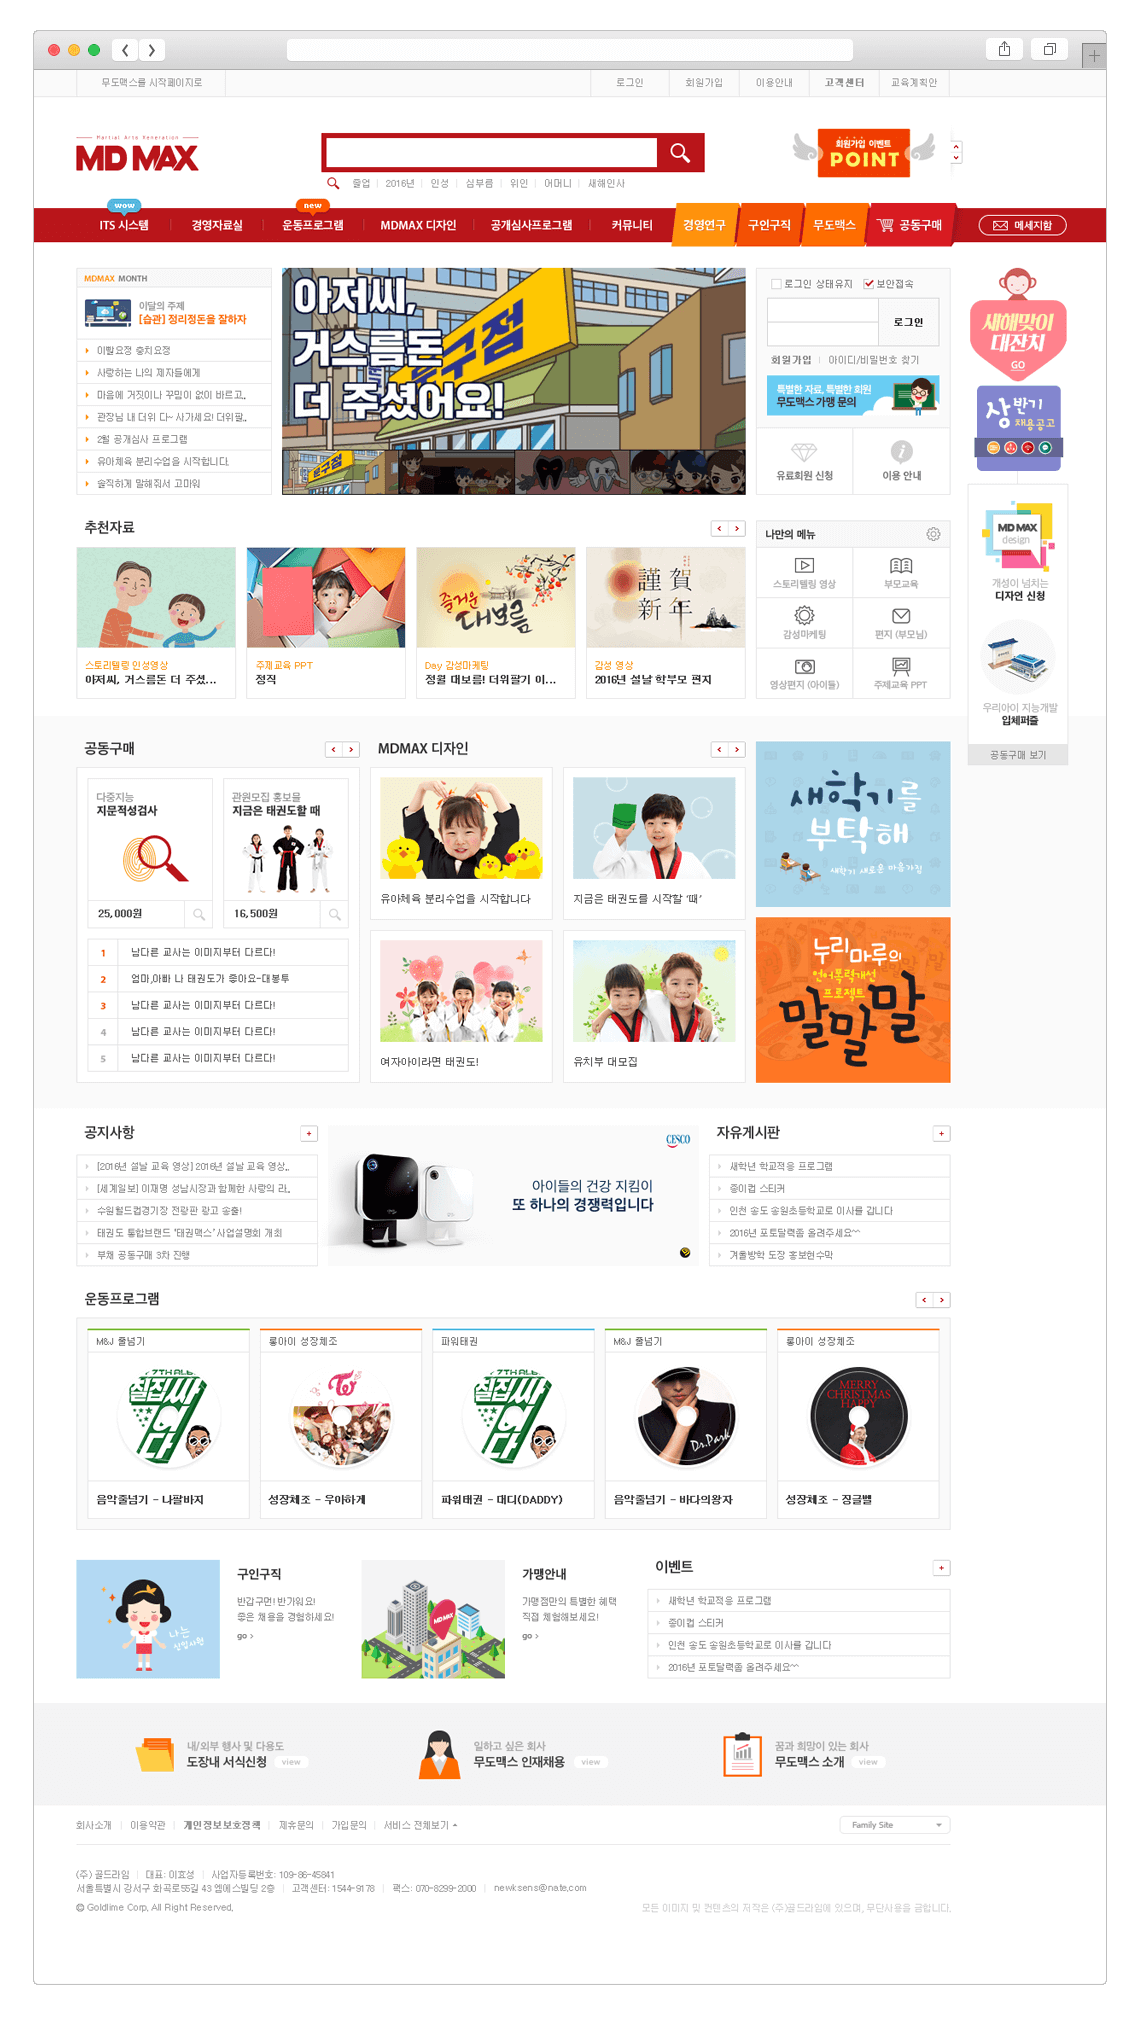 무도맥스를 시작페이지로
로그인
회원가입
이용안내
고객센터
교육계획안
Martial Arts Veneration
MD MAX
졸업 2016년 인성 심부름 위인 어머니 새해인사
회원가입 이벤트
POINT
wow
new
ITS 시스템
경영자료실
운동프로그램
MDMAX 디자인
공개심사프로그램
커뮤니티
경영연구
구인구직
무도맥스
공동구매
메세지함
MDMAX MONTH
이달의 주제
[습관] 정리정돈을 잘하자
이빨요정 충치요정
사랑하는 나의 제자들에게
마음에 거짓이나 꾸밈이 없이 바르고..
관장님 내 더위 다~ 사가세요! 더위팔..
2월 공개심사 프로그램
유아체육 분리수업을 시작합니다.
솔직하게 말해줘서 고마워
아저씨,
거스름돈
더 주셨어요!
문구점
로그인 상태유지
보안접속
로그인
회원가입
아이디/비밀번호 찾기
특별한 자료, 특별한 회원
무도맥스 가맹 문의
유료회원 신청
이용 안내
새해맞이
대잔치
GO
상반기
채용공고
MD MAX
design
개성이 넘치는
디자인 신청
우리아이 지능개발
입체퍼즐
공동구매 보기
추천자료
즐거운
대보름
謹賀
新年
스토리텔링 인성영상
아저씨, 거스름돈 더 주셨...
주제교육 PPT
정직
Day 감성마케팅
정월 대보름! 더위팔기 이...
감성 영상
2016년 설날 학부모 편지
나만의 메뉴
스토리텔링 영상
부모교육
감성마케팅
편지 (부모님)
영상편지 (아이들)
주제교육 PPT
공동구매
다중지능
지문적성검사
25,000원
관원모집 홍보물
지금은 태권도할 때
16,500원
1 남다른 교사는 이미지부터 다르다!
2 엄마,아빠 나 태권도가 좋아요-대봉투
3 남다른 교사는 이미지부터 다르다!
4 남다른 교사는 이미지부터 다르다!
5 남다른 교사는 이미지부터 다르다!
MDMAX 디자인
유아체육 분리수업을 시작합니다
지금은 태권도를 시작할 '때'
여자아이라면 태권도!
유치부 대모집
새학기를
부탁해
새학기 새로운 마음가짐
누리마루의
언어폭력개선
프로젝트
말말말
공지사항
[2016년 설날 교육 영상] 2016년 설날 교육 영상..
[세계일보] 이재명 성남시장과 함께한 사랑의 라..
수원월드컵경기장 전광판 광고 송출!
태권도 통합브랜드 '태권맥스' 사업설명회 개최
부채 공동구매 3차 진행
CESCO
아이들의 건강 지킴이
또 하나의 경쟁력입니다
자유게시판
새학년 학교적응 프로그램
종이컵 스티커
인천 송도 송원초등학교로 이사를 갑니다
2016년 포토달력좀 올려주세요^^
겨울방학 도장 홍보현수막
운동프로그램
M&J 줄넘기
7TH ALB
칠집싸이다
음악줄넘기 - 나팔바지
롱아이 성장체조
성장체조 - 우아하게
파워태권
7TH ALB
칠집싸이다
파워태권 - 대디(DADDY)
M&J 줄넘기
Dr.Park
음악줄넘기 - 바다의왕자
롱아이 성장체조
MERRY
CHRISTMAS
HAPPY
성장체조 - 징글벨
나는
구인구직
반갑구먼! 반가워요!
좋은 채용을 경험하세요!
go >
MD MAX
가맹안내
가맹점만의 특별한 혜택
직접 체험해보세요!
go >
이벤트
새학년 학교적응 프로그램
종이컵 스티커
인천 송도 송원초등학교로 이사를 갑니다
2016년 포토달력좀 올려주세요^^
내/외부 행사 및 다용도
도장내 서식신청 view
일하고 싶은 회사
무도맥스 인재채용 view
꿈과 희망이 있는 회사
무도맥스 소개 view
회사소개 이용약관 개인정보보호정책 제휴문의 가입문의 서비스 전체보기
Family Site
(주) 골드라임 대표: 이효성 사업자등록번호: 109-86-45841
서울특별시 강서구 화곡로55길 43 엠에스빌딩 2층 고객센터: 1544-9178 팩스: 070-8299-2000 newksens@nate.com
© Goldlime Corp. All Right Reserved.
모든 이미지 및 컨텐츠의 저작은 (주)골드라임에 있으며, 무단사용을 금합니다.